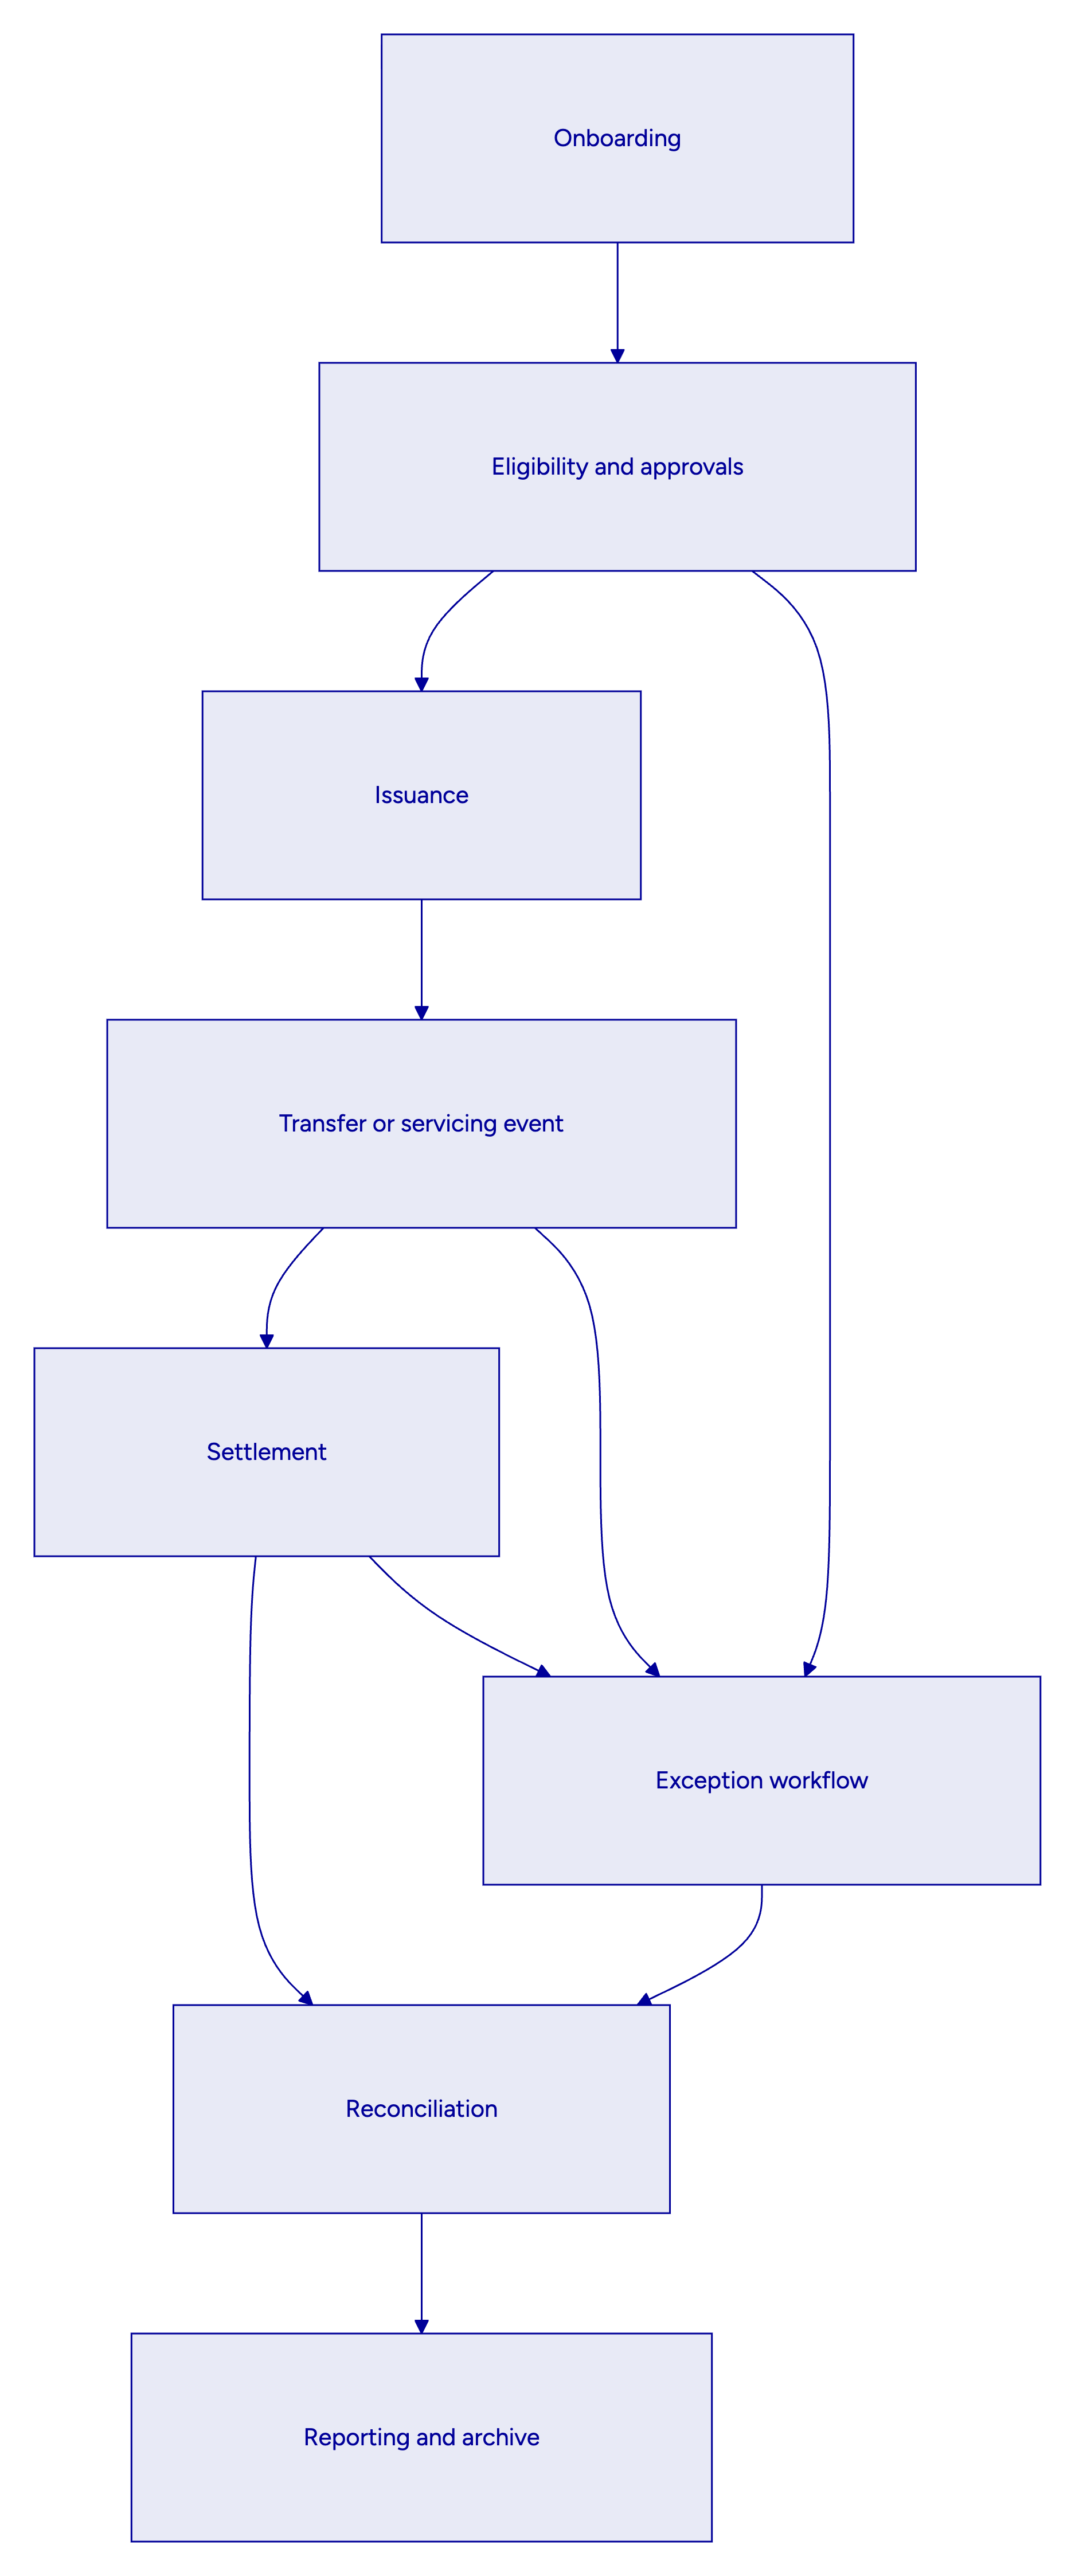 Onboarding
Eligibility and approvals
Issuance
Transfer or servicing event
Settlement
Exception workflow
Reconciliation
Reporting and archive